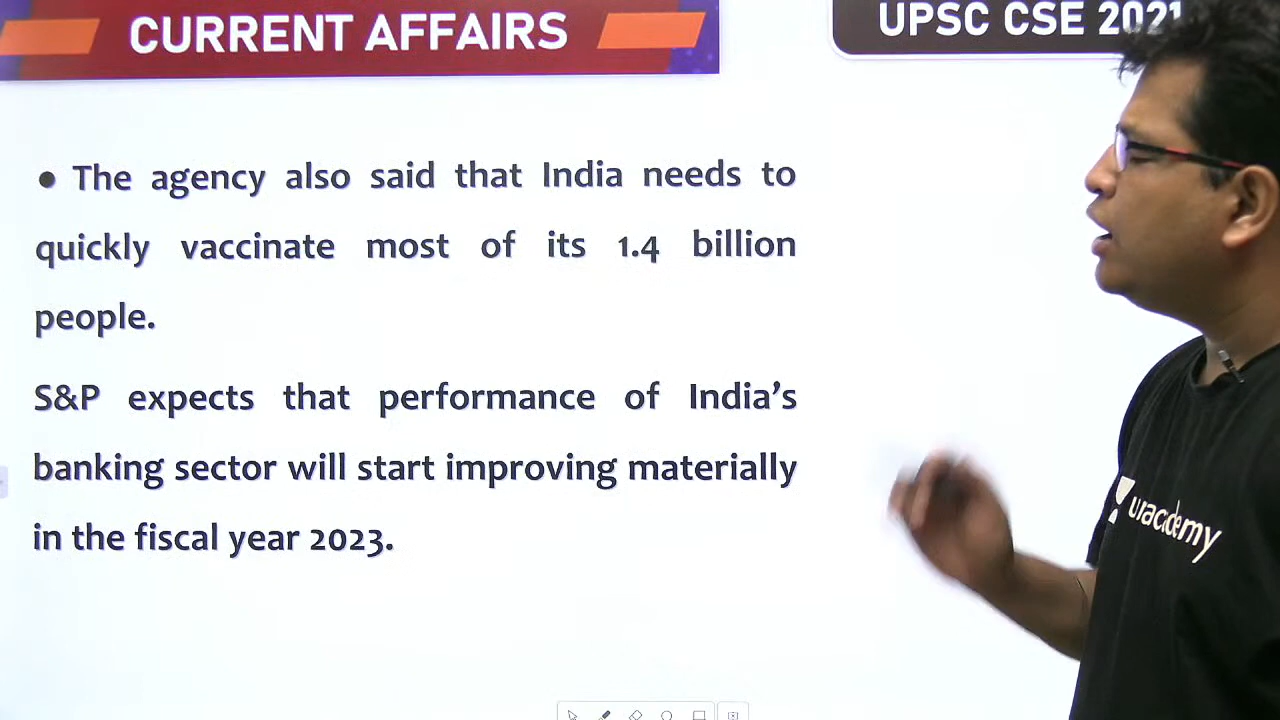 CURRENT AFFAIRS
UPSC CSE 2021
• The agency also said that India needs to
quickly vaccinate most of its 1.4 billion
people.
S&P expects that performance of India's
banking sector will start improving materially
in the fiscal year 2023.
unacademy